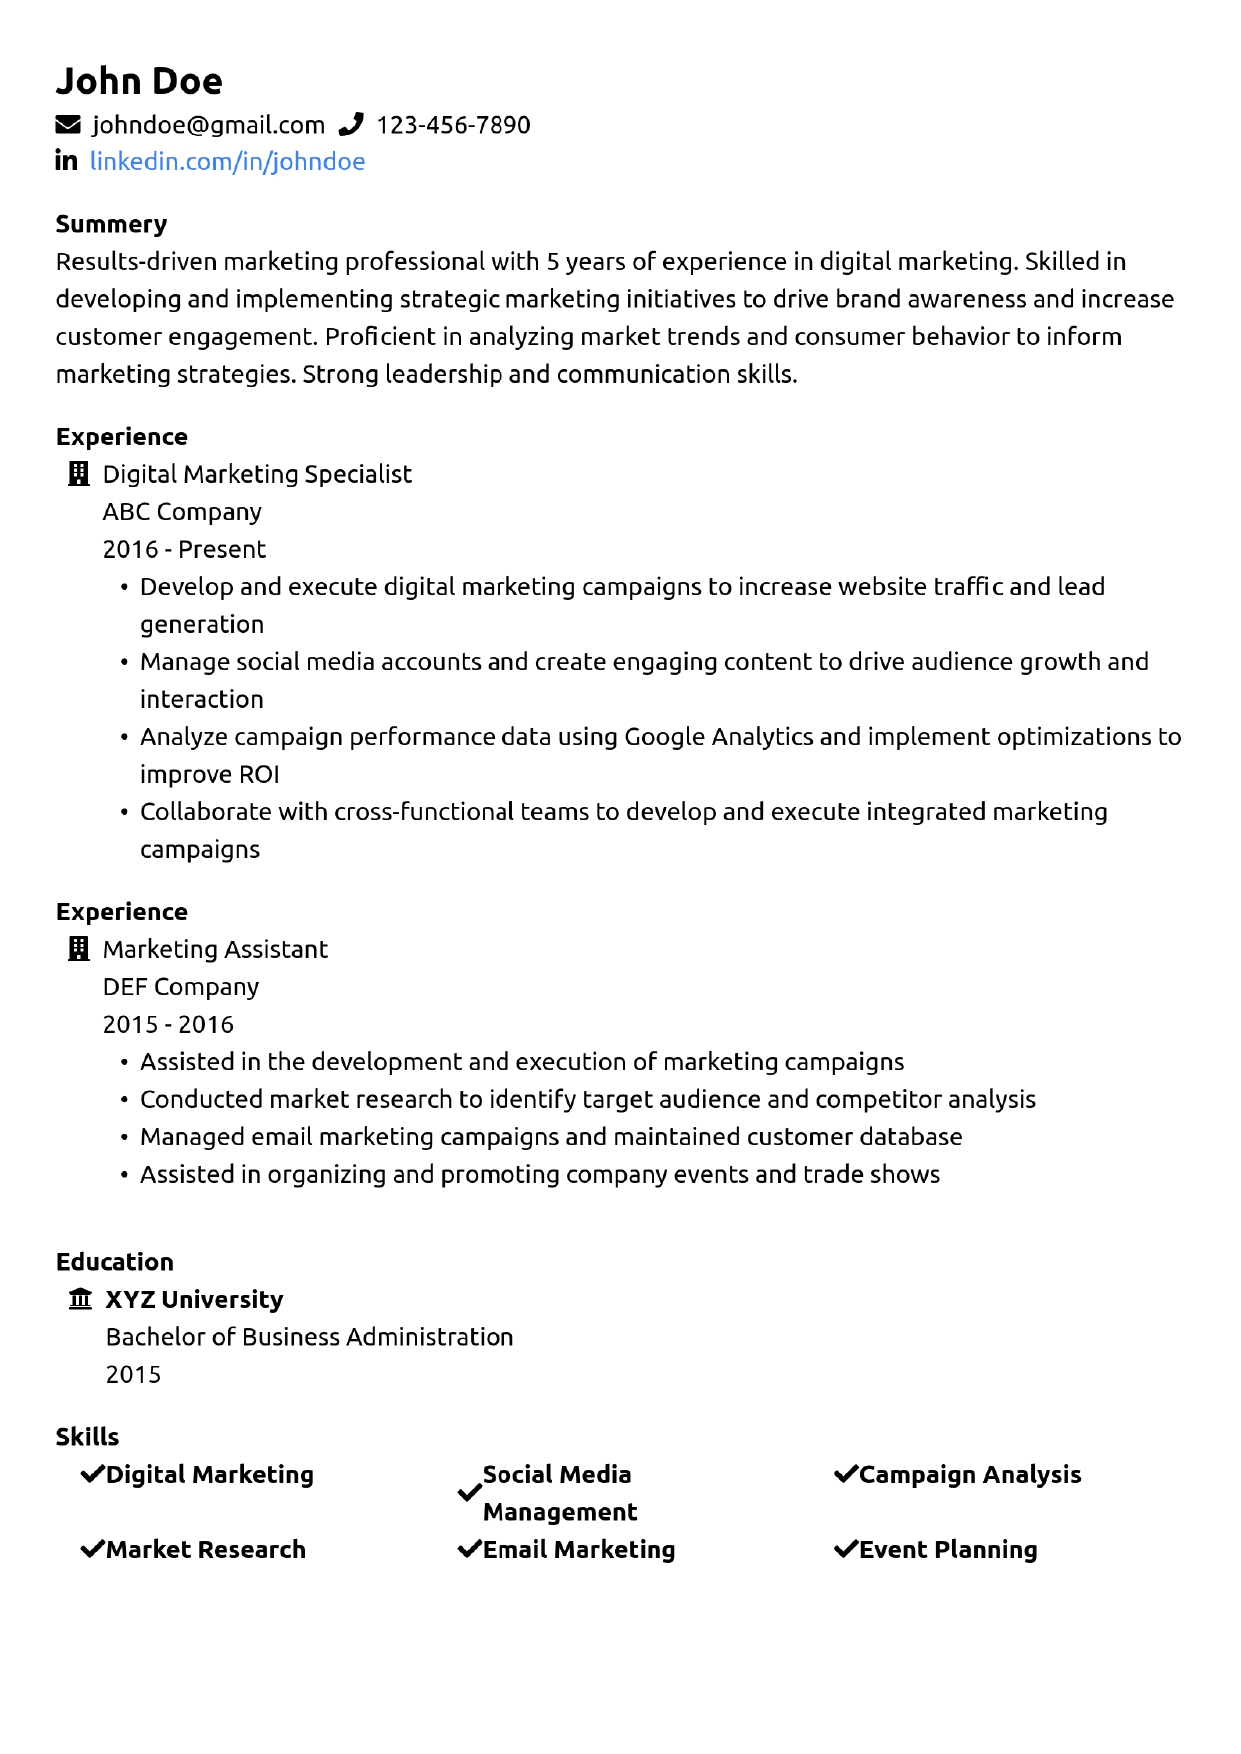 John Doe
johndoe@gmail.com 123-456-7890
linkedin.com/in/johndoe
Summery
Results-driven marketing professional with 5 years of experience in digital marketing. Skilled in
developing and implementing strategic marketing initiatives to drive brand awareness and increase
customer engagement. Proficient in analyzing market trends and consumer behavior to inform
marketing strategies. Strong leadership and communication skills.
Experience
Digital Marketing Specialist
ABC Company
2016 - Present
• Develop and execute digital marketing campaigns to increase website traffic and lead
generation
• Manage social media accounts and create engaging content to drive audience growth and
interaction
• Analyze campaign performance data using Google Analytics and implement optimizations to
improve ROI
• Collaborate with cross-functional teams to develop and execute integrated marketing
campaigns
Experience
Marketing Assistant
DEF Company
2015 - 2016
• Assisted in the development and execution of marketing campaigns
• Conducted market research to identify target audience and competitor analysis
• Managed email marketing campaigns and maintained customer database
• Assisted in organizing and promoting company events and trade shows
Education
XYZ University
Bachelor of Business Administration
2015
Skills
Digital Marketing
Social Media
Management
Campaign Analysis
Market Research
Email Marketing
Event Planning